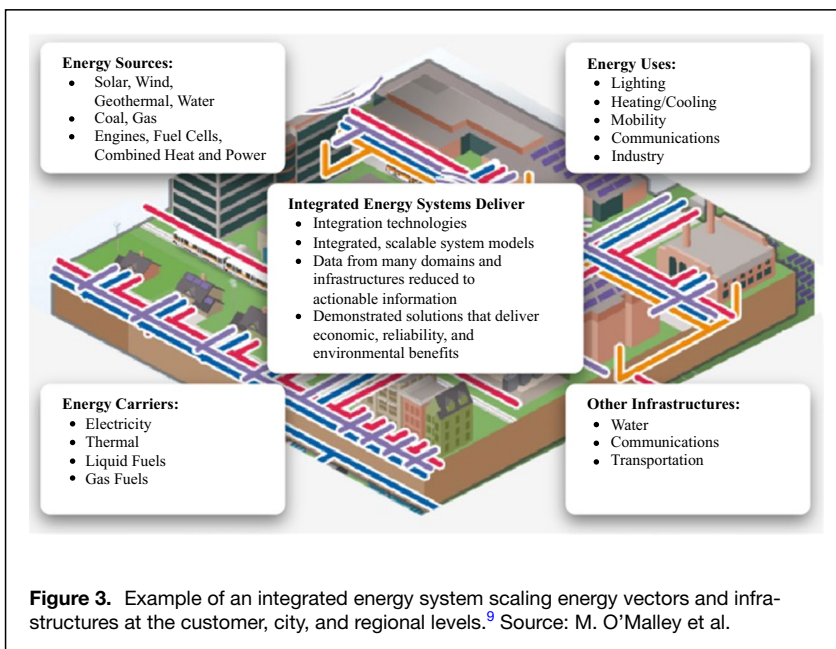 Energy Sources:
• Solar, Wind,
Geothermal, Water
• Coal, Gas
• Engines, Fuel Cells,
Combined Heat and Power
Energy Uses:
• Lighting
• Heating/Cooling
• Mobility
• Communications
• Industry
Integrated Energy Systems Deliver
• Integration technologies
• Integrated, scalable system models
• Data from many domains and
infrastructures reduced to
actionable information
• Demonstrated solutions that deliver
economic, reliability, and
environmental benefits
Energy Carriers:
• Electricity
• Thermal
• Liquid Fuels
• Gas Fuels
Other Infrastructures:
• Water
• Communications
• Transportation
Figure 3. Example of an integrated energy system scaling energy vectors and infra-
structures at the customer, city, and regional levels.⁹ Source: M. O’Malley et al.